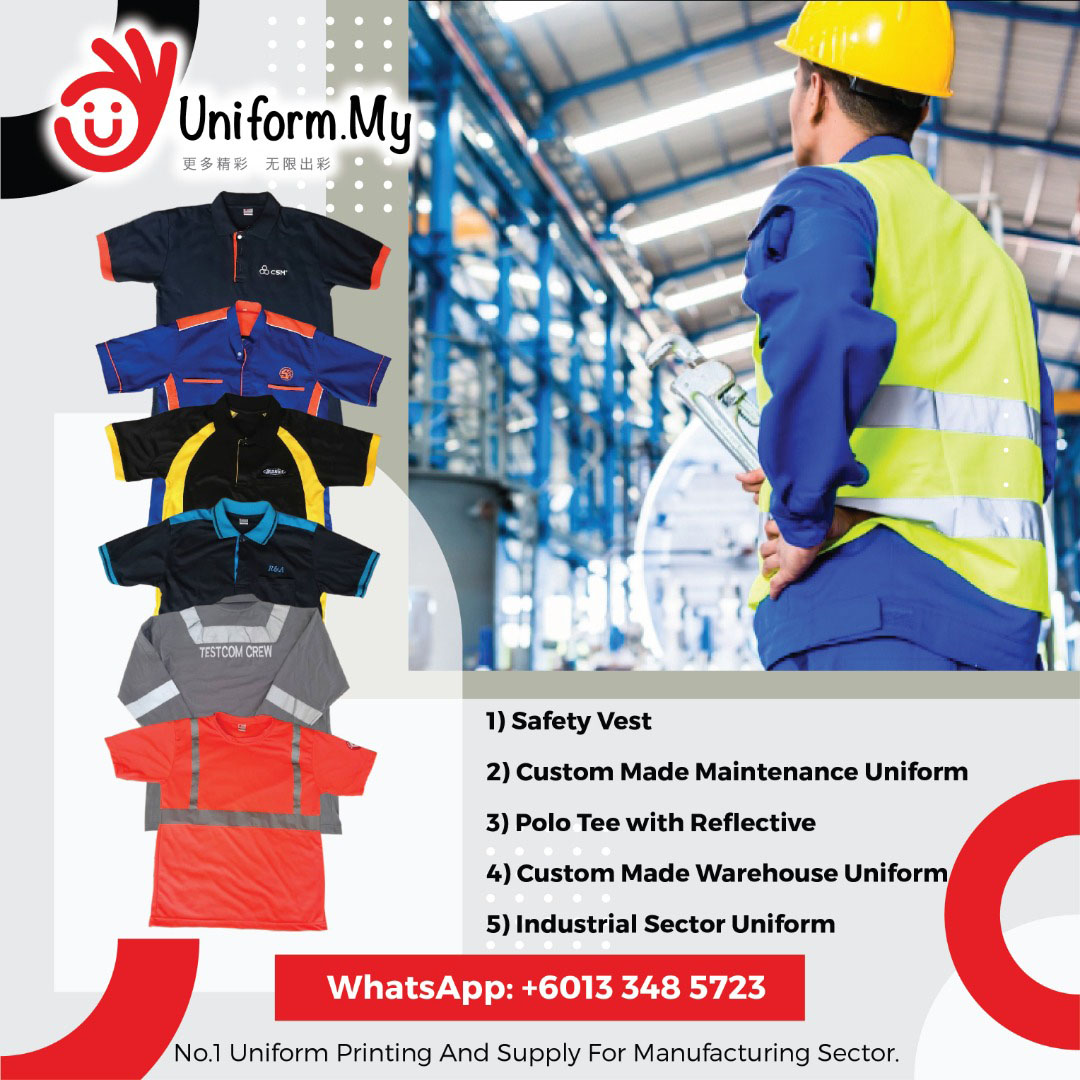 Uniform.My
更多精彩 无限出彩
CSM
R&A
TESTCOM CREW
1) Safety Vest
2) Custom Made Maintenance Uniform
3) Polo Tee with Reflective
4) Custom Made Warehouse Uniform
5) Industrial Sector Uniform
WhatsApp: +6013 348 5723
No.1 Uniform Printing And Supply For Manufacturing Sector.